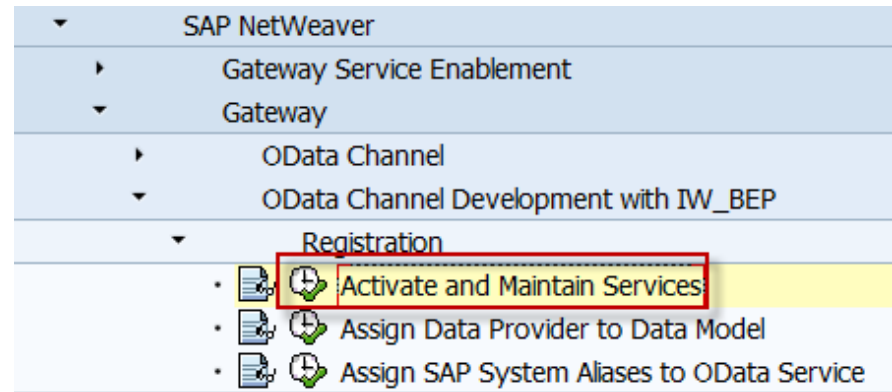 SAP NetWeaver
Gateway Service Enablement
Gateway
OData Channel
OData Channel Development with IW_BEP
Registration
Activate and Maintain Services
Assign Data Provider to Data Model
Assign SAP System Aliases to OData Service